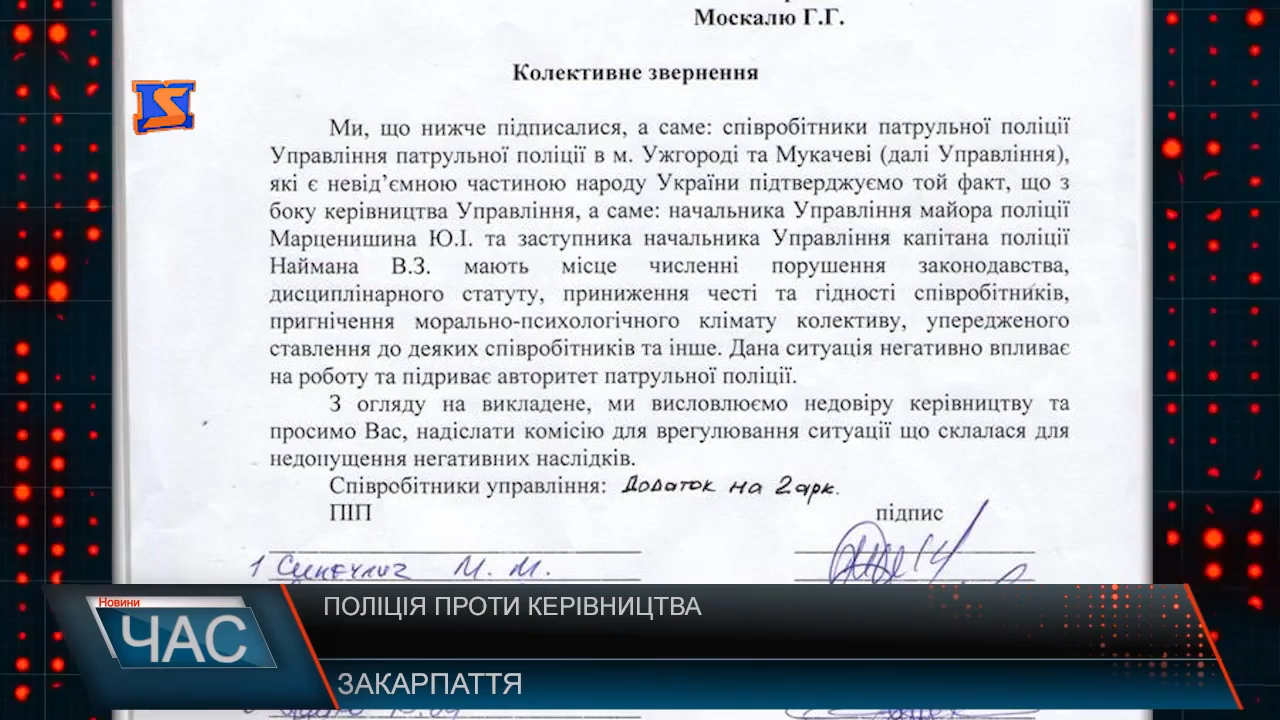 Москалю Г.Г.
Колективне звернення
Ми, що нижче підписалися, а саме: співробітники патрульної поліції
Управління патрульної поліції в м. Ужгороді та Мукачеві (далі Управління),
які є невід’ємною частиною народу України підтверджуємо той факт, що з
боку керівництва Управління, а саме: начальника Управління майора поліції
Марценишина Ю.І. та заступника начальника Управління капітана поліції
Наймана В.З. мають місце численні порушення законодавства,
дисциплінарного статуту, приниження честі та гідності співробітників,
пригнічення морально-психологічного клімату колективу, упередженого
ставлення до деяких співробітників та інше. Дана ситуація негативно впливає
на роботу та підриває авторитет патрульної поліції.
З огляду на викладене, ми висловлюємо недовіру керівництву та
просимо Вас, надіслати комісію для врегулювання ситуації що склалася для
недопущення негативних наслідків.
Співробітники управління: Додаток на 2 арк.
ПІП підпис
1 М. М.
Новини
ЧАС
ПОЛІЦІЯ ПРОТИ КЕРІВНИЦТВА
ЗАКАРПАТТЯ